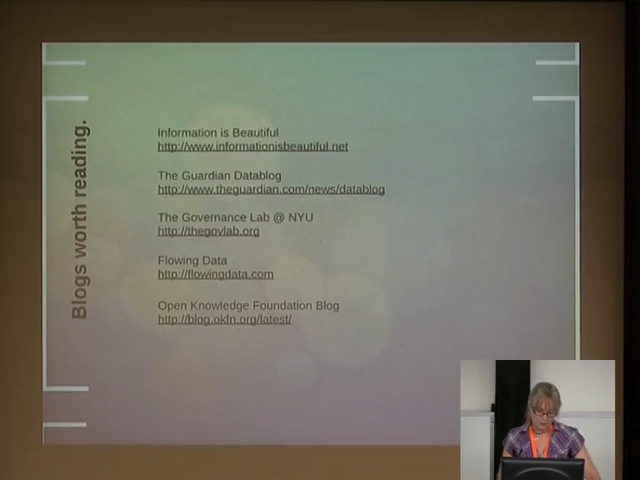 Blogs worth reading.
Information is Beautiful
http://www.informationisbeautiful.net
The Guardian Datablog
http://www.theguardian.com/news/datablog
The Governance Lab @ NYU
http://thegovlab.org
Flowing Data
http://flowingdata.com
Open Knowledge Foundation Blog
http://blog.okfn.org/latest/